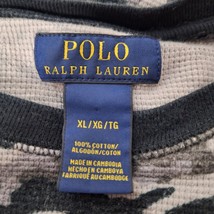 POLO
RALPH LAUREN
XL/XG/TG
100% COTTON/
ALGODÓN/COTON
MADE IN CAMBODIA
HECHO EN CAMBOYA
FABRIQUÉ AU CAMBODGE